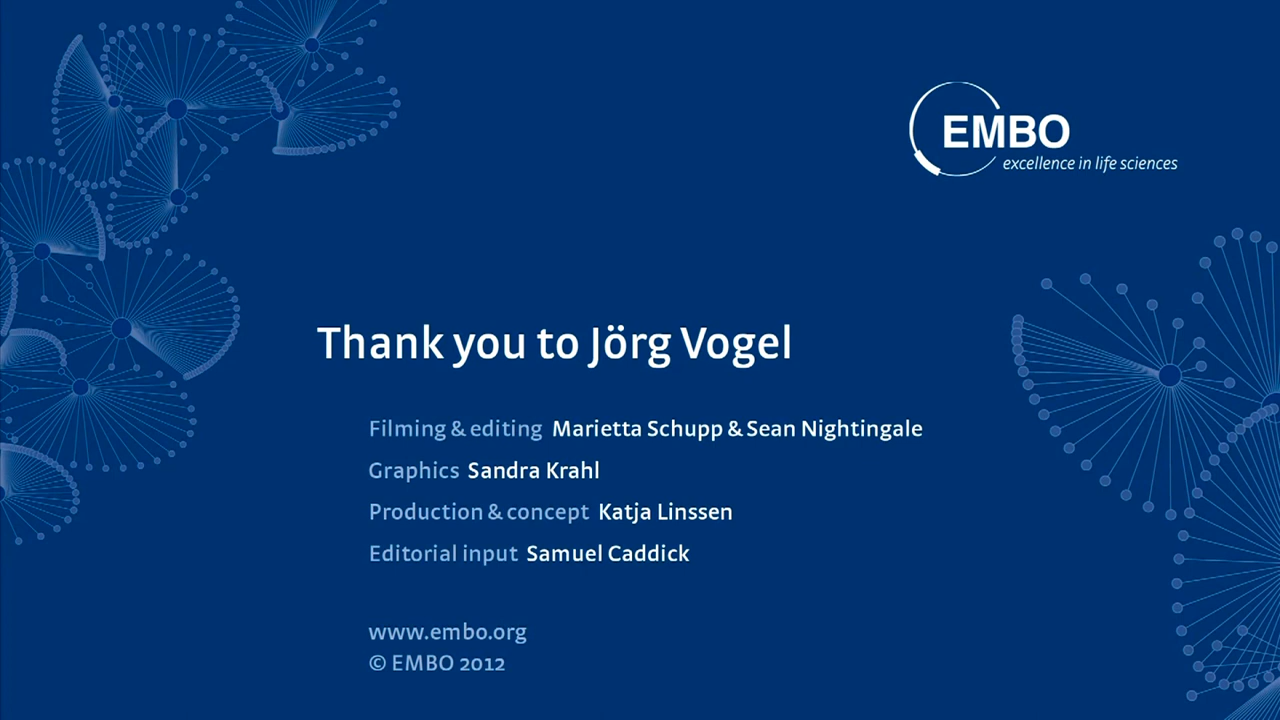 EMBO
excellence in life sciences
Thank you to Jörg Vogel
Filming & editing Marietta Schupp & Sean Nightingale
Graphics Sandra Krahl
Production & concept Katja Linssen
Editorial input Samuel Caddick
www.embo.org
© EMBO 2012